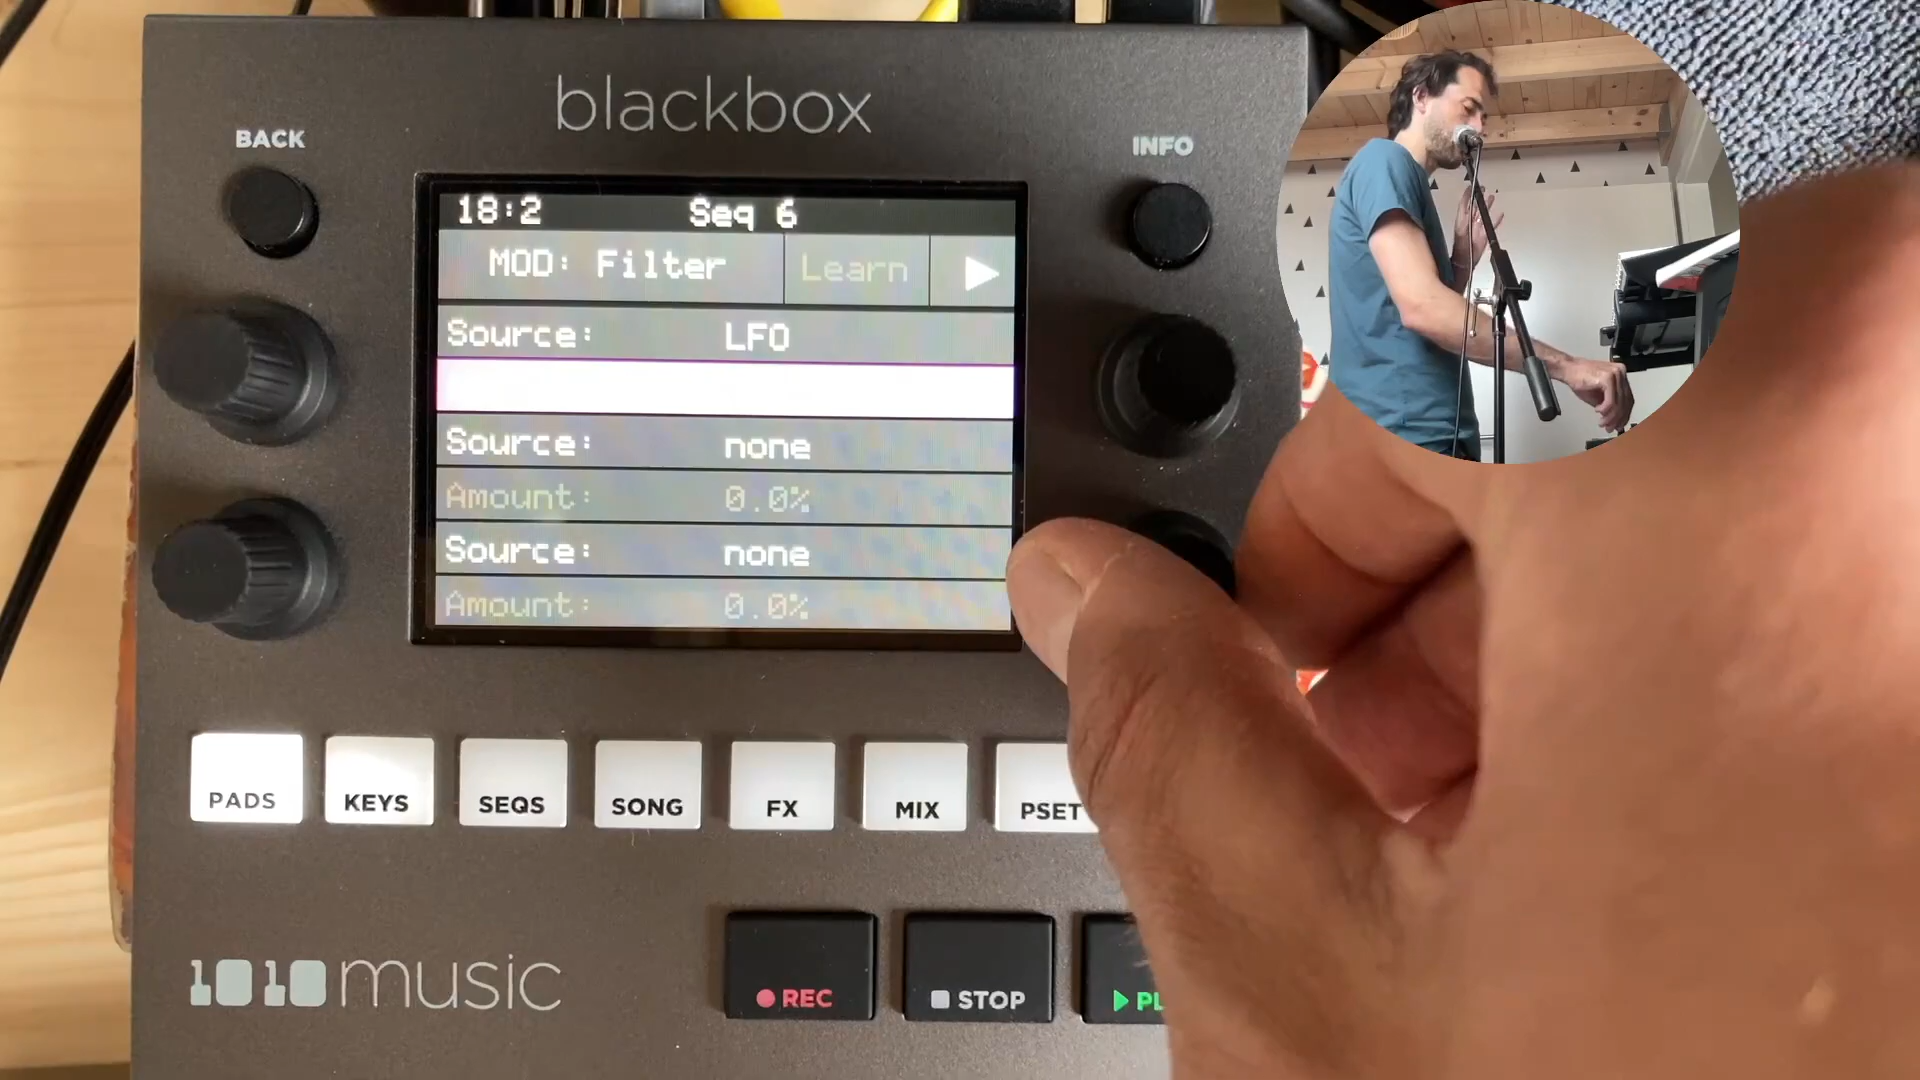 blackbox
BACK
INFO
18:2 Seq 6
MOD: Filter Learn
Source: LFO
Source: none
Amount: 0.0%
Source: none
Amount: 0.0%
PADS KEYS SEQS SONG FX MIX PSET
1010music
REC STOP PL